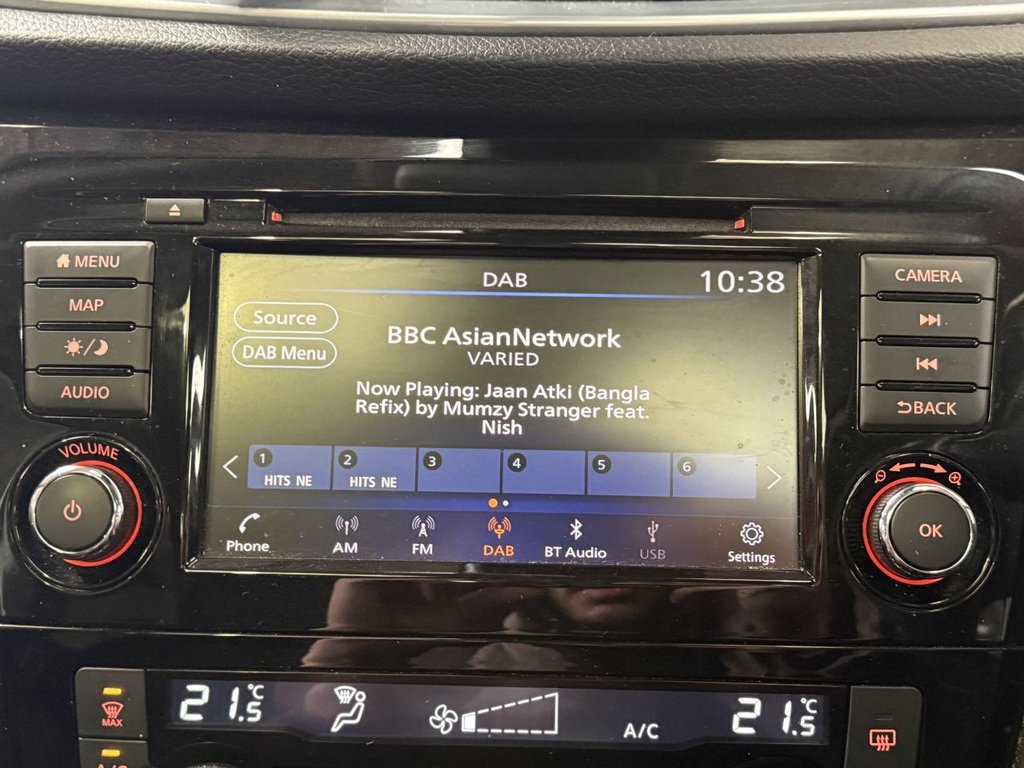 MENU
MAP
AUDIO
VOLUME
DAB
10:38
Source
DAB Menu
BBC AsianNetwork
VARIED
Now Playing: Jaan Atki (Bangla
Refix) by Mumzy Stranger feat.
Nish
1 2 3 4 5 6
HITS NE HITS NE
Phone AM FM DAB BT Audio USB Settings
CAMERA
BACK
OK
MAX
A/C
21.5°C
A/C
21.5°C